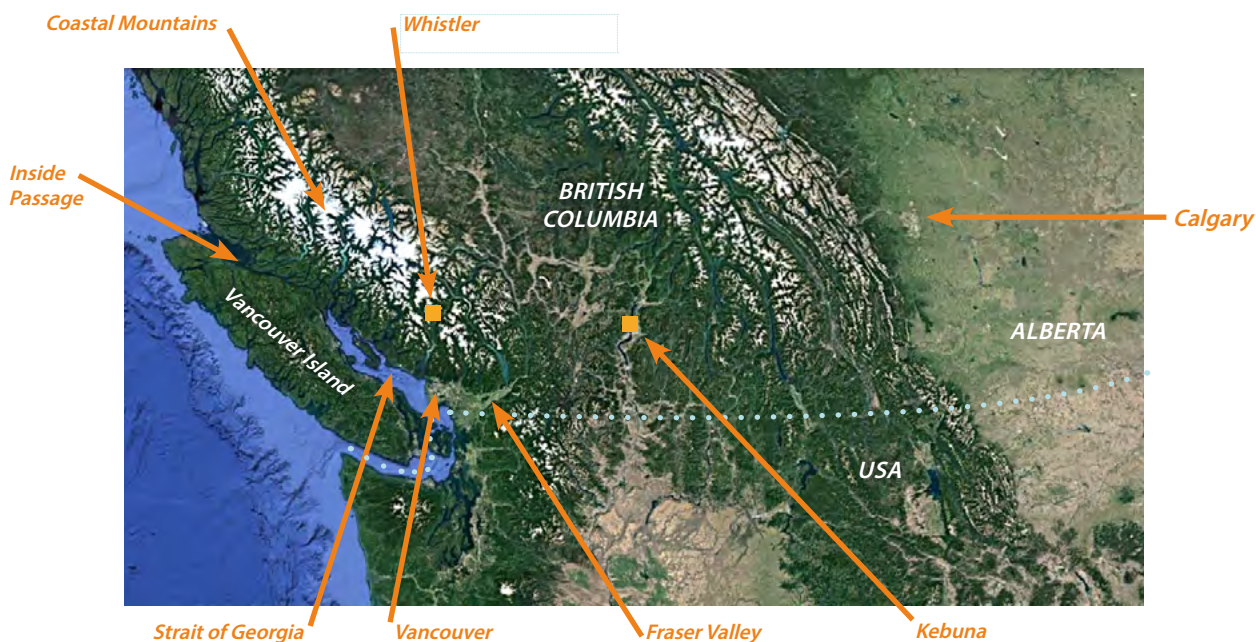 Coastal Mountains
Whistler
Inside
Passage
BRITISH
COLUMBIA
Calgary
Vancouver Island
ALBERTA
USA
Strait of Georgia
Vancouver
Fraser Valley
Kebuna